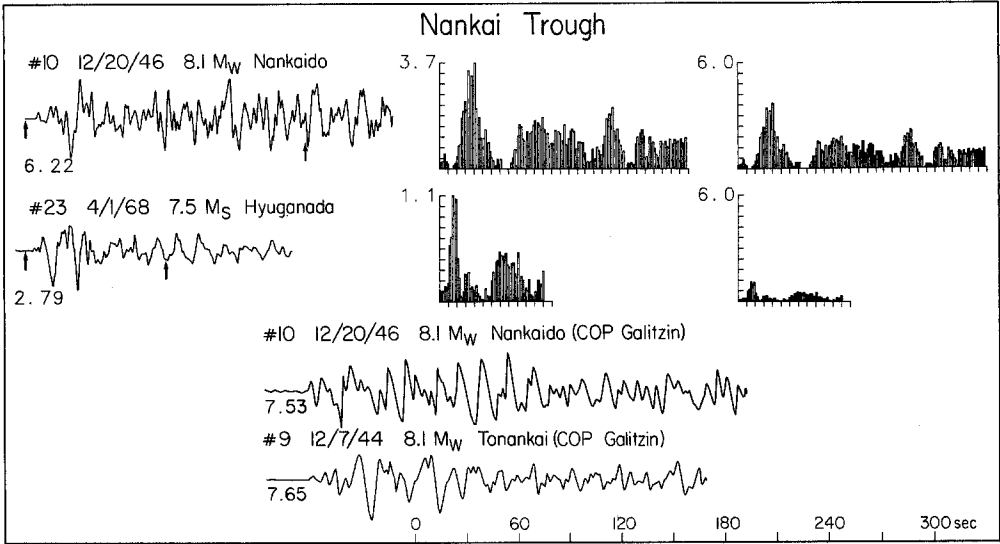 Nankai Trough
#10 12/20/46 8.1 MW Nankaido
6.22
3.7
6.0
#23 4/1/68 7.5 MS Hyuganada
2.79
1.1
6.0
#10 12/20/46 8.1 MW Nankaido (COP Galitzin)
7.53
#9 12/7/44 8.1 MW Tonankai (COP Galitzin)
7.65
0 60 120 180 240 300 sec